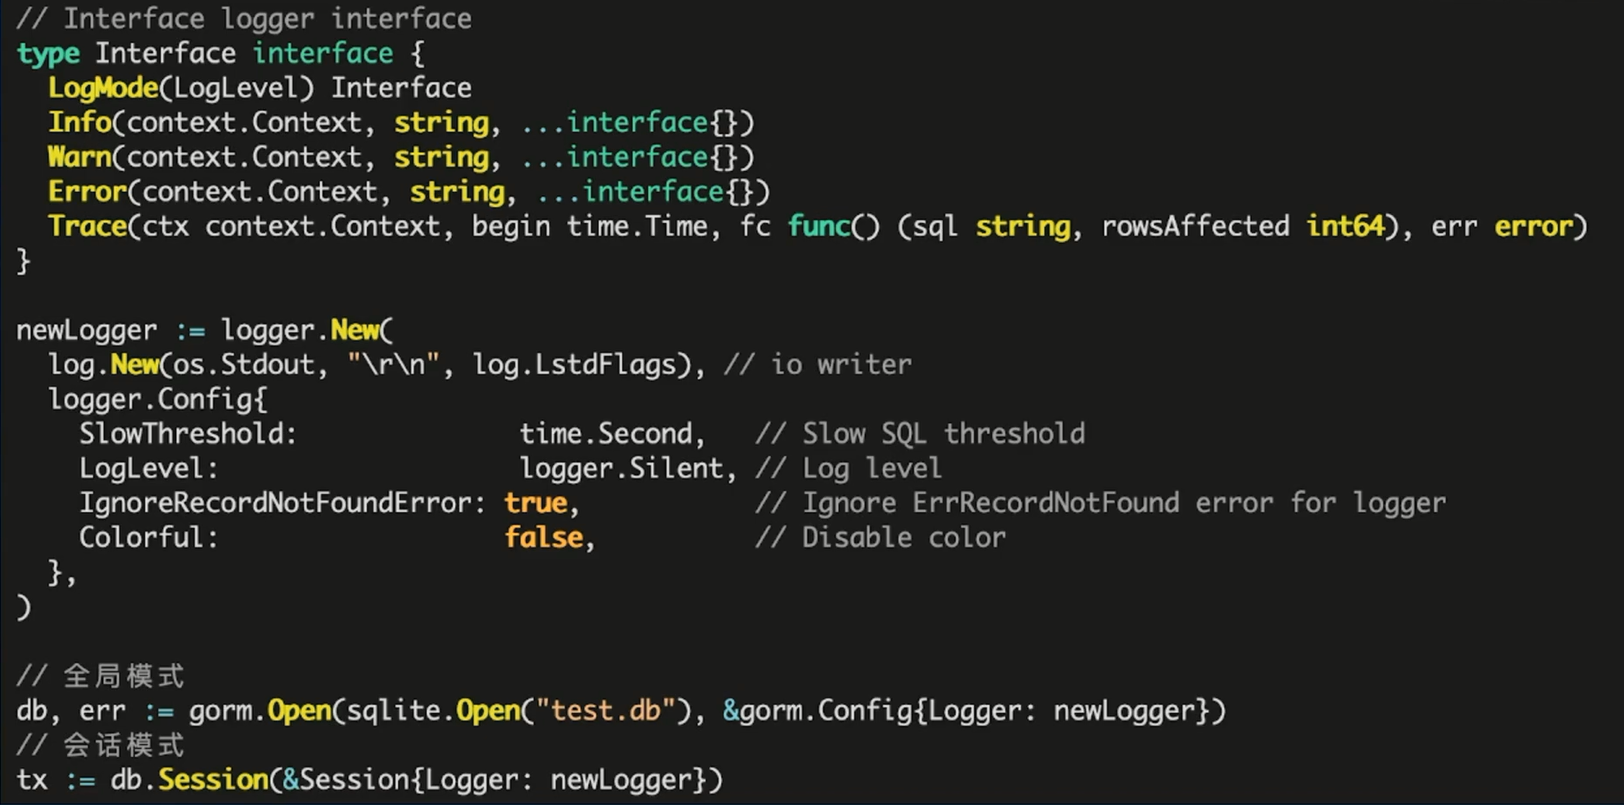 // Interface logger interface
type Interface interface {
  LogMode(LogLevel) Interface
  Info(context.Context, string, ...interface{})
  Warn(context.Context, string, ...interface{})
  Error(context.Context, string, ...interface{})
  Trace(ctx context.Context, begin time.Time, fc func() (sql string, rowsAffected int64), err error)
}

newLogger := logger.New(
  log.New(os.Stdout, "\r\n", log.LstdFlags), // io writer
  logger.Config{
    SlowThreshold:              time.Second,   // Slow SQL threshold
    LogLevel:                   logger.Silent, // Log level
    IgnoreRecordNotFoundError: true,           // Ignore ErrRecordNotFound error for logger
    Colorful:                  false,          // Disable color
  },
)

// 全局模式
db, err := gorm.Open(sqlite.Open("test.db"), &gorm.Config{Logger: newLogger})
// 会话模式
tx := db.Session(&Session{Logger: newLogger})